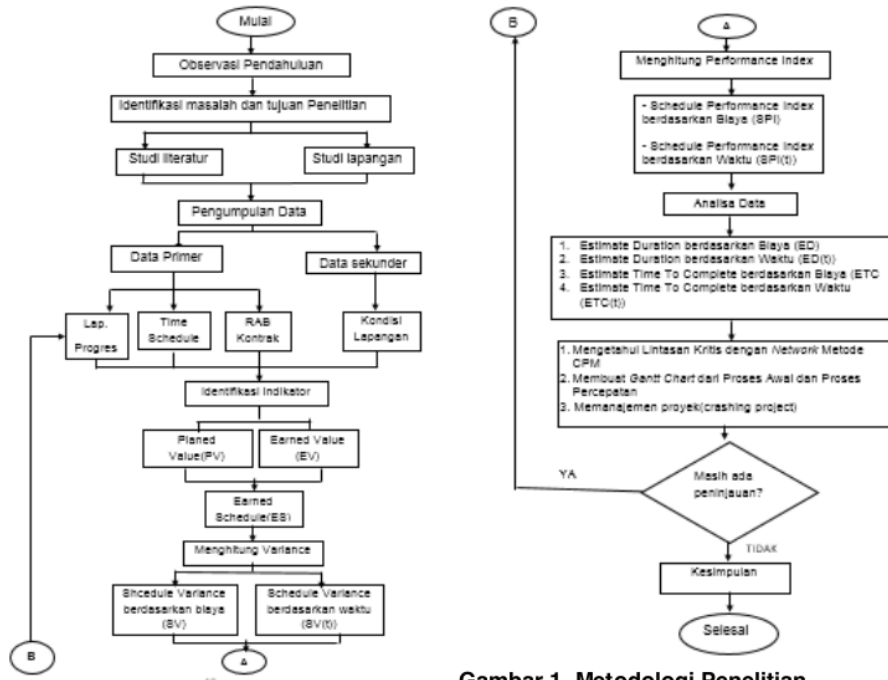 Mulai
Observasi Pendahuluan
Identifikasi masalah dan tujuan Penelitian
Studi literatur
Studi lapangan
Pengumpulan Data
Data Primer
Data sekunder
Lap.
Progres
Time
Schedule
RAB
Kontrak
Kondisi
Lapangan
Identifikasi Indikator
Planed
Value(PV)
Earned Value
(EV)
Earned
Schedule(ES)
Menghitung Variance
Shcedule Variance
berdasarkan biaya
(SV)
Schedule Variance
berdasarkan waktu
(SV(t))
B
A
B
A
Menghitung Performance Index
- Schedule Performance Index
berdasarkan Biaya (SPI)
- Schedule Performance Index
berdasarkan Waktu (SPI(t))
Analisa Data
1. Estimate Duration berdasarkan Biaya (ED)
2. Estimate Duration berdasarkan Waktu (ED(t))
3. Estimate Time To Complete berdasarkan Biaya (ETC
4. Estimate Time To Complete berdasarkan Waktu
(ETC(t))
1. Mengetahui Lintasan Kritis dengan Network Metode
CPM
2. Membuat Gantt Chart dari Proses Awal dan Proses
Percepatan
3. Memanajemen proyek(crashing project)
YA
Masih ada
peninjauan?
TIDAK
Kesimpulan
Selesai
Gambar 1. Metodologi Penelitian